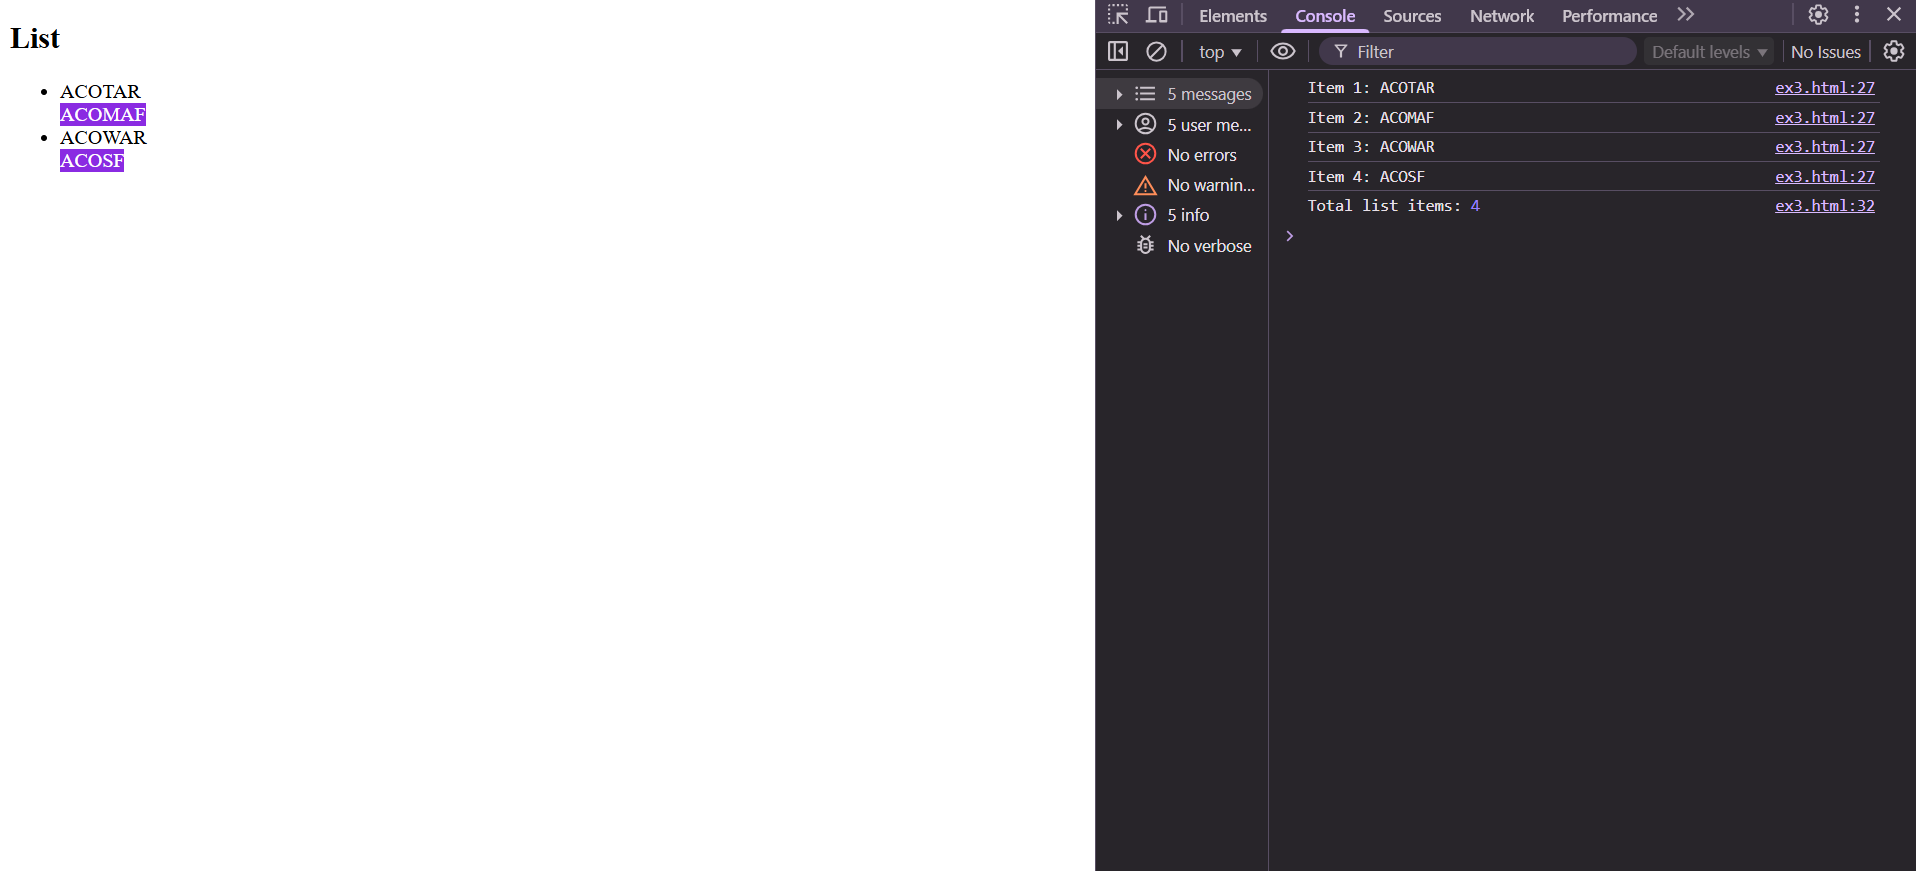 List
ACOTAR
ACOMAF
ACOWAR
ACOSF
Elements Console Sources Network Performance
top Filter Default levels No Issues
5 messages
5 user me...
No errors
No warnin...
5 info
No verbose
Item 1: ACOTAR ex3.html:27
Item 2: ACOMAF ex3.html:27
Item 3: ACOWAR ex3.html:27
Item 4: ACOSF ex3.html:27
Total list items: 4 ex3.html:32